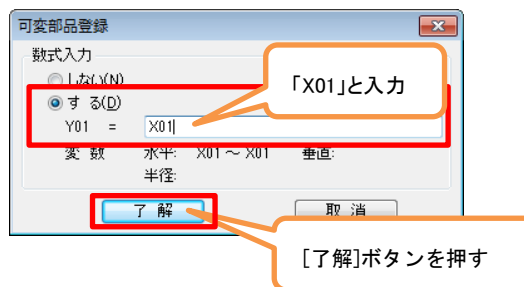 可変部品登録
数式入力
しない(N)
する(D)
Y01 = X01
変 数 水平: X01 ~ X01 垂直:
半径:
了 解 取 消
「X01」と入力
[了解]ボタンを押す